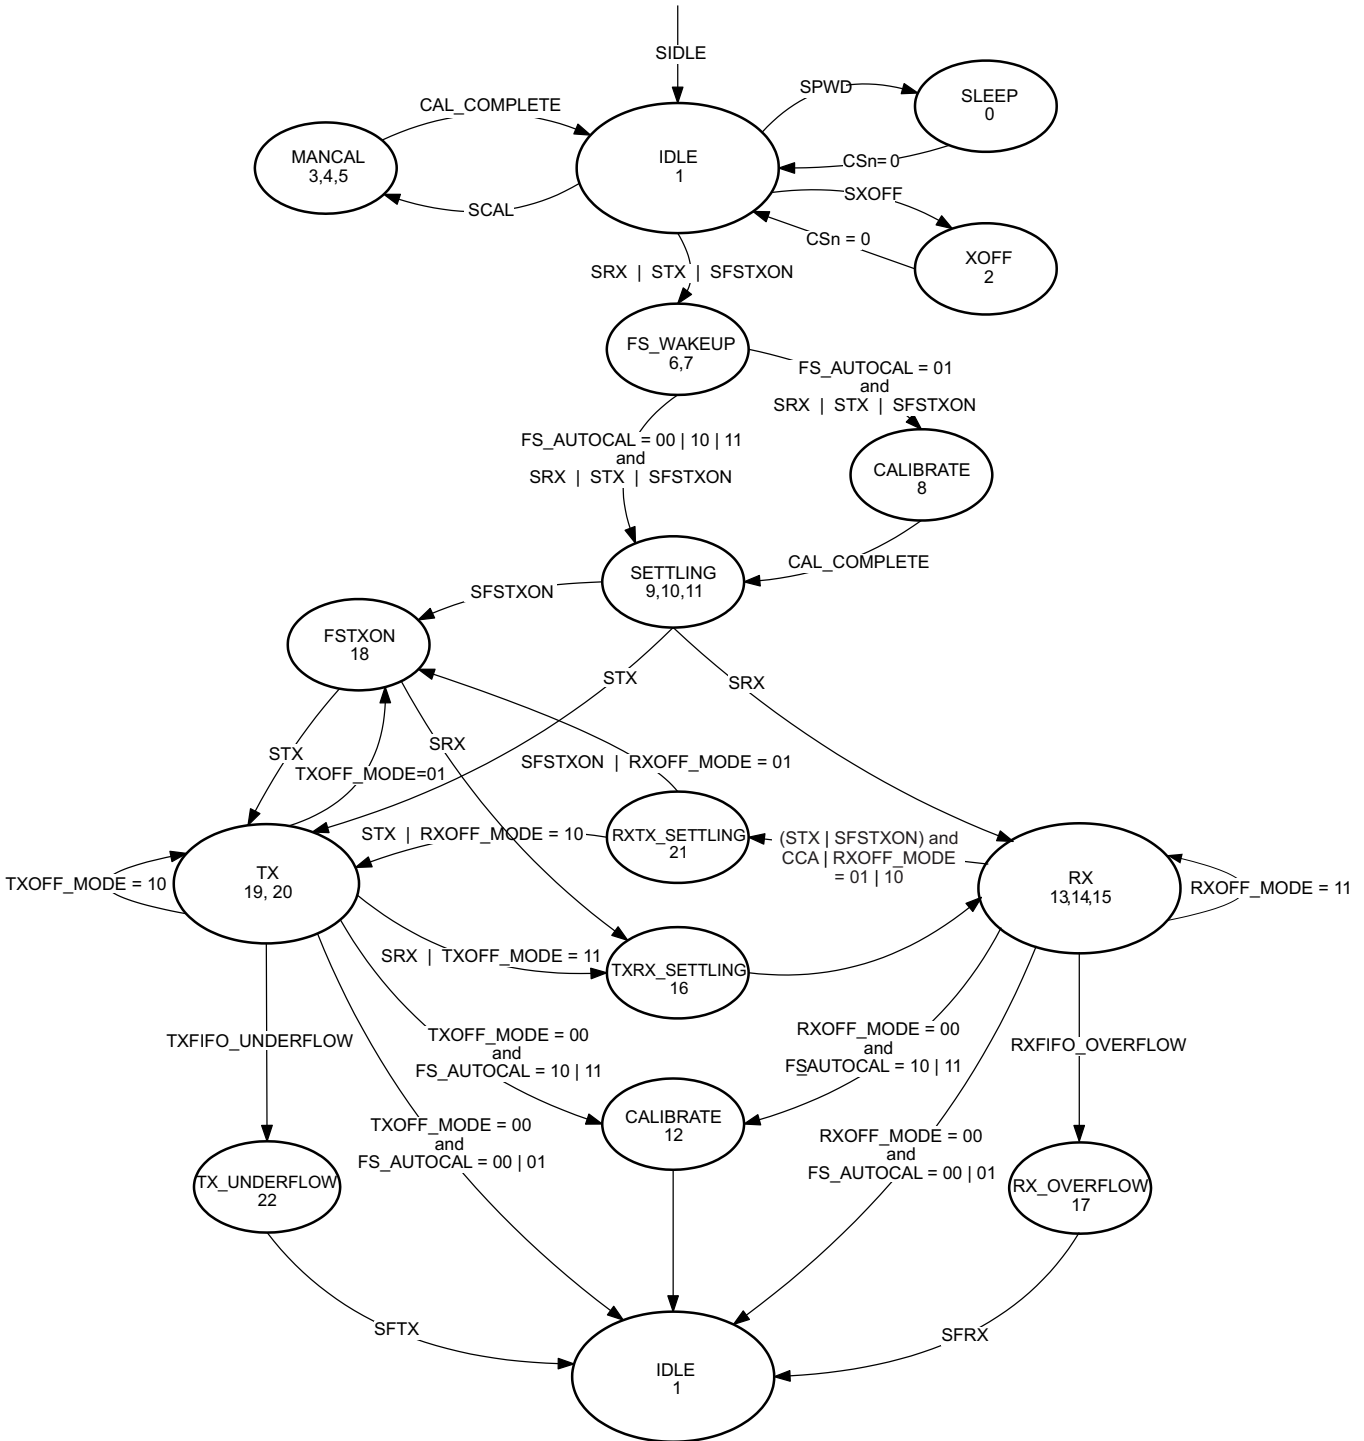 SIDLE
SPWD
SLEEP
0
CAL_COMPLETE
MANCAL
3,4,5
IDLE
1
CSn= 0
SXOFF
SCAL
CSn = 0
XOFF
2
SRX | STX | SFSTXON
FS_WAKEUP
6,7
FS_AUTOCAL = 01
and
SRX | STX | SFSTXON
FS_AUTOCAL = 00 | 10 | 11
and
SRX | STX | SFSTXON
CALIBRATE
8
CAL_COMPLETE
SETTLING
9,10,11
SFSTXON
FSTXON
18
STX
SRX
STX
SRX
TXOFF_MODE=01
SFSTXON | RXOFF_MODE = 01
STX | RXOFF_MODE = 10
RXTX_SETTLING
21
(STX | SFSTXON) and
CCA | RXOFF_MODE
= 01 | 10
TXOFF_MODE = 10
TX
19, 20
RX
13,14,15
RXOFF_MODE = 11
SRX | TXOFF_MODE = 11
TXRX_SETTLING
16
TXFIFO_UNDERFLOW
TXOFF_MODE = 00
and
FS_AUTOCAL = 10 | 11
RXOFF_MODE = 00
and
FS_AUTOCAL = 10 | 11
RXFIFO_OVERFLOW
CALIBRATE
12
TXOFF_MODE = 00
and
FS_AUTOCAL = 00 | 01
RXOFF_MODE = 00
and
FS_AUTOCAL = 00 | 01
TX_UNDERFLOW
22
RX_OVERFLOW
17
SFTX
SFRX
IDLE
1